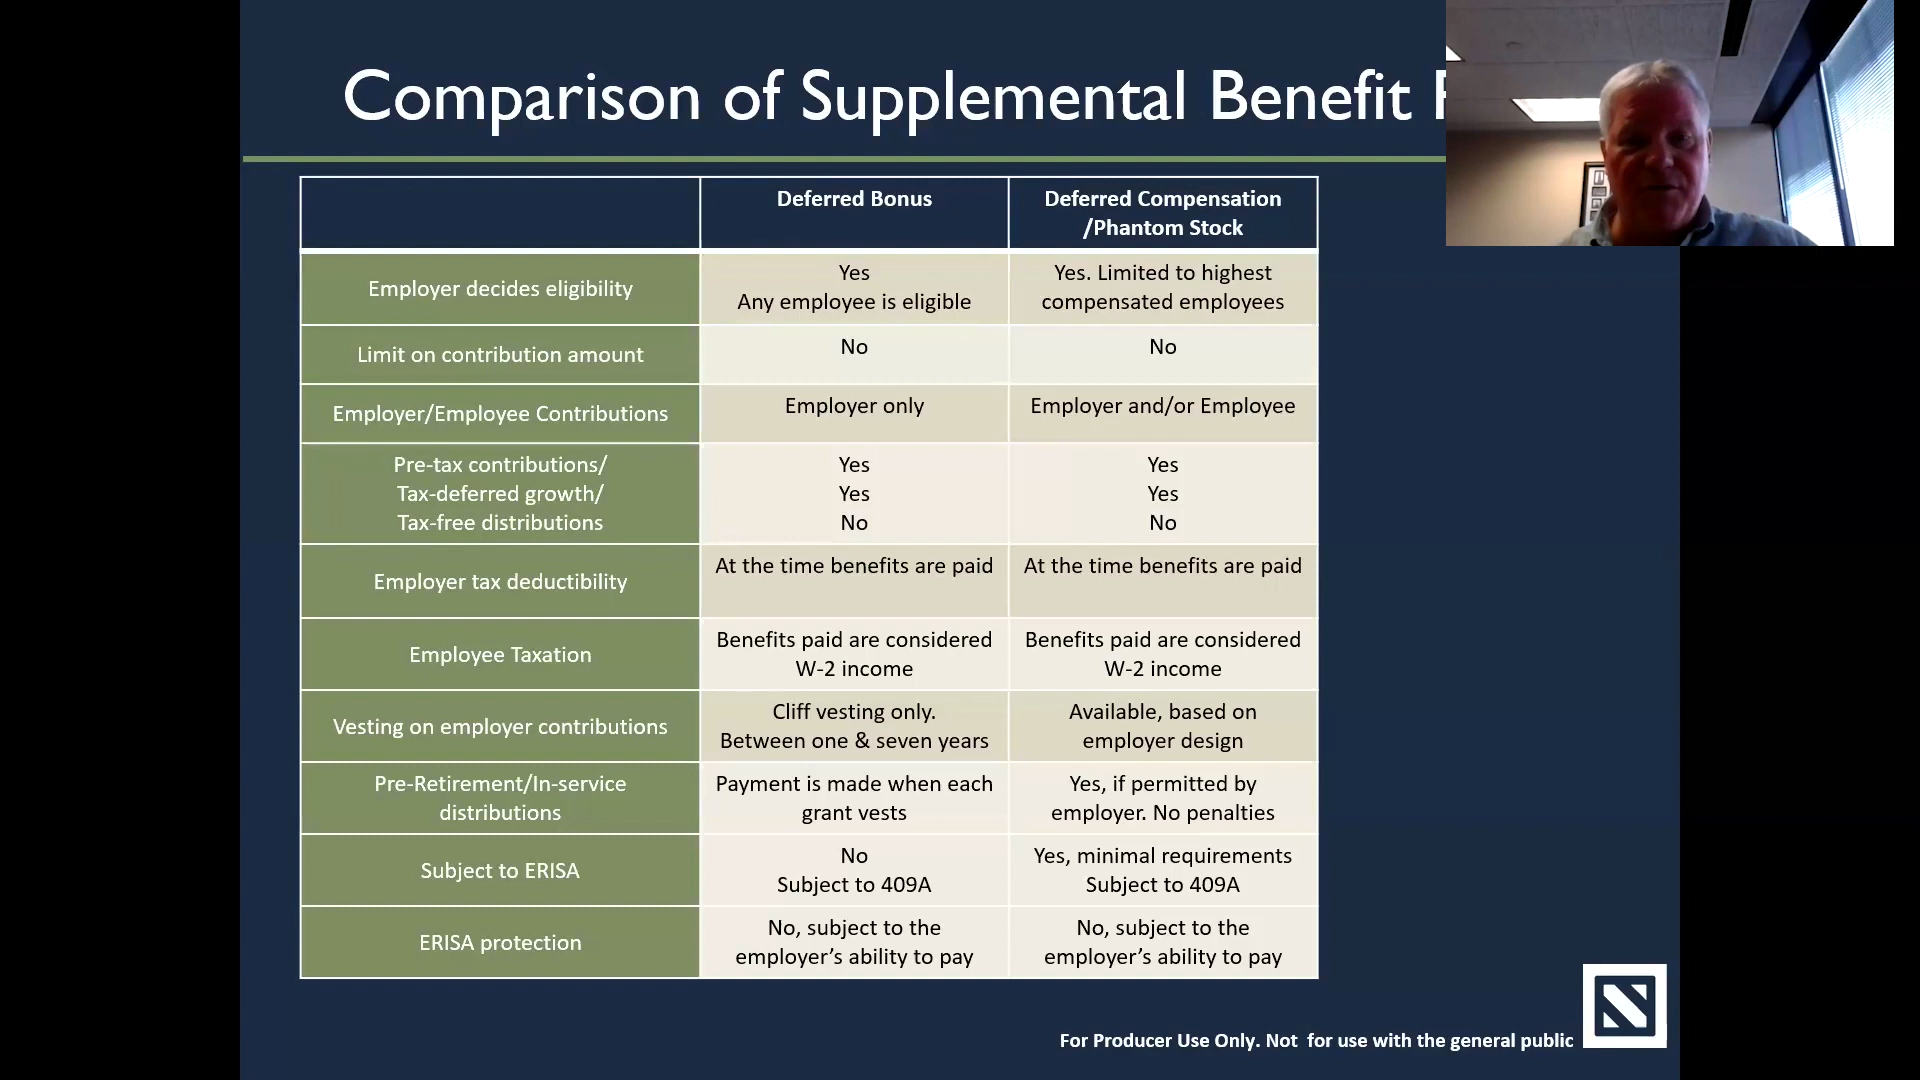 Comparison of Supplemental Benefit
Deferred Bonus
Deferred Compensation
/Phantom Stock
Employer decides eligibility
Yes
Any employee is eligible
Yes. Limited to highest
compensated employees
Limit on contribution amount
No
No
Employer/Employee Contributions
Employer only
Employer and/or Employee
Pre-tax contributions/
Tax-deferred growth/
Tax-free distributions
Yes
Yes
No
Yes
Yes
No
Employer tax deductibility
At the time benefits are paid
At the time benefits are paid
Employee Taxation
Benefits paid are considered
W-2 income
Benefits paid are considered
W-2 income
Vesting on employer contributions
Cliff vesting only.
Between one & seven years
Available, based on
employer design
Pre-Retirement/In-service
distributions
Payment is made when each
grant vests
Yes, if permitted by
employer. No penalties
Subject to ERISA
No
Subject to 409A
Yes, minimal requirements
Subject to 409A
ERISA protection
No, subject to the
employer’s ability to pay
No, subject to the
employer’s ability to pay
For Producer Use Only. Not for use with the general public